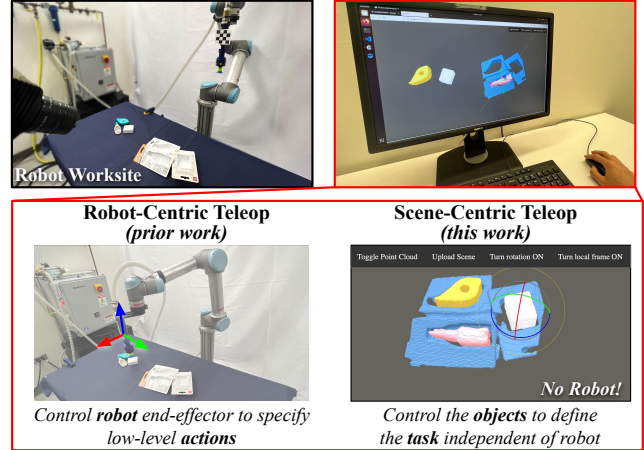 Robot Worksite
Robot-Centric Teleop
(prior work)
Control robot end-effector to specify
low-level actions
Scene-Centric Teleop
(this work)
Toggle Point Cloud Upload Scene Turn rotation ON Turn local frame ON
No Robot!
Control the objects to define
the task independent of robot